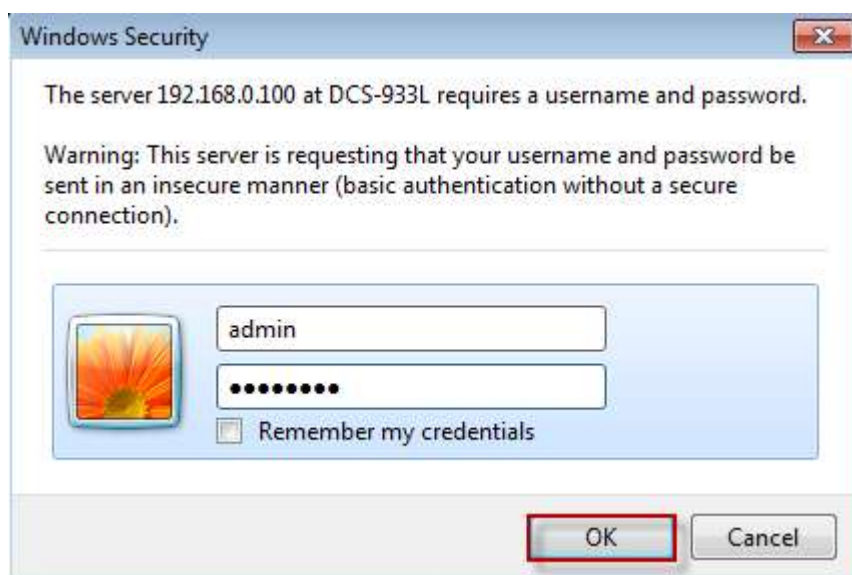 Windows Security
The server 192.168.0.100 at DCS-933L requires a username and password.
Warning: This server is requesting that your username and password be
sent in an insecure manner (basic authentication without a secure
connection).
admin
●●●●●●●●
Remember my credentials
OK
Cancel